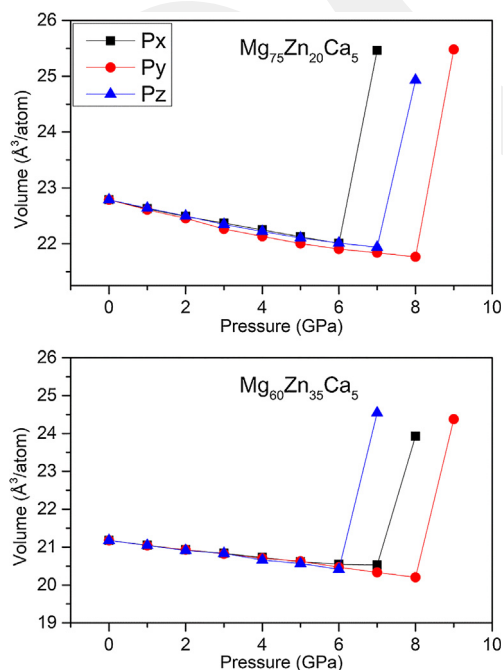 26
25
24
23
22
Volume (Å³/atom)
Px
Py
Pz
Mg₇₅Zn₂₀Ca₅
0 2 4 6 8 10
Pressure (GPa)
26
25
24
23
22
21
20
19
Volume (Å³/atom)
Mg₆₀Zn₃₅Ca₅
0 2 4 6 8 10
Pressure (GPa)